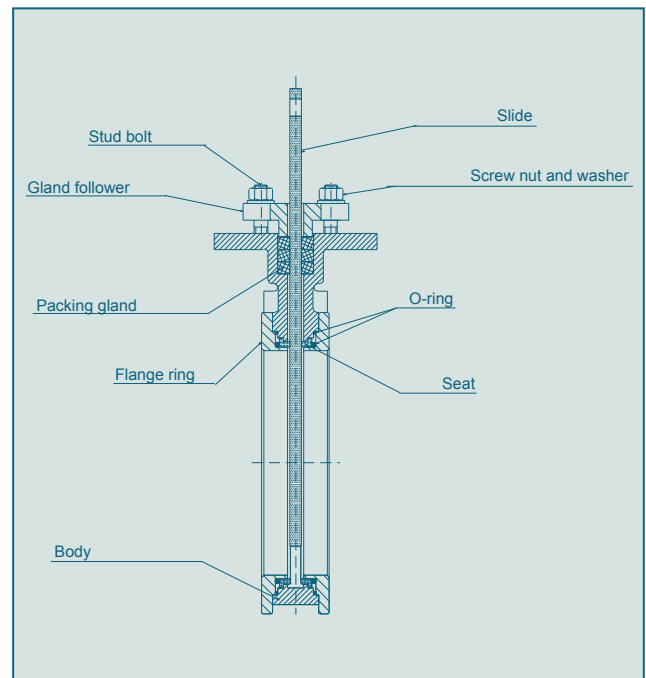 Slide
Stud bolt
Screw nut and washer
Gland follower
Packing gland
O-ring
Flange ring
Seat
Body